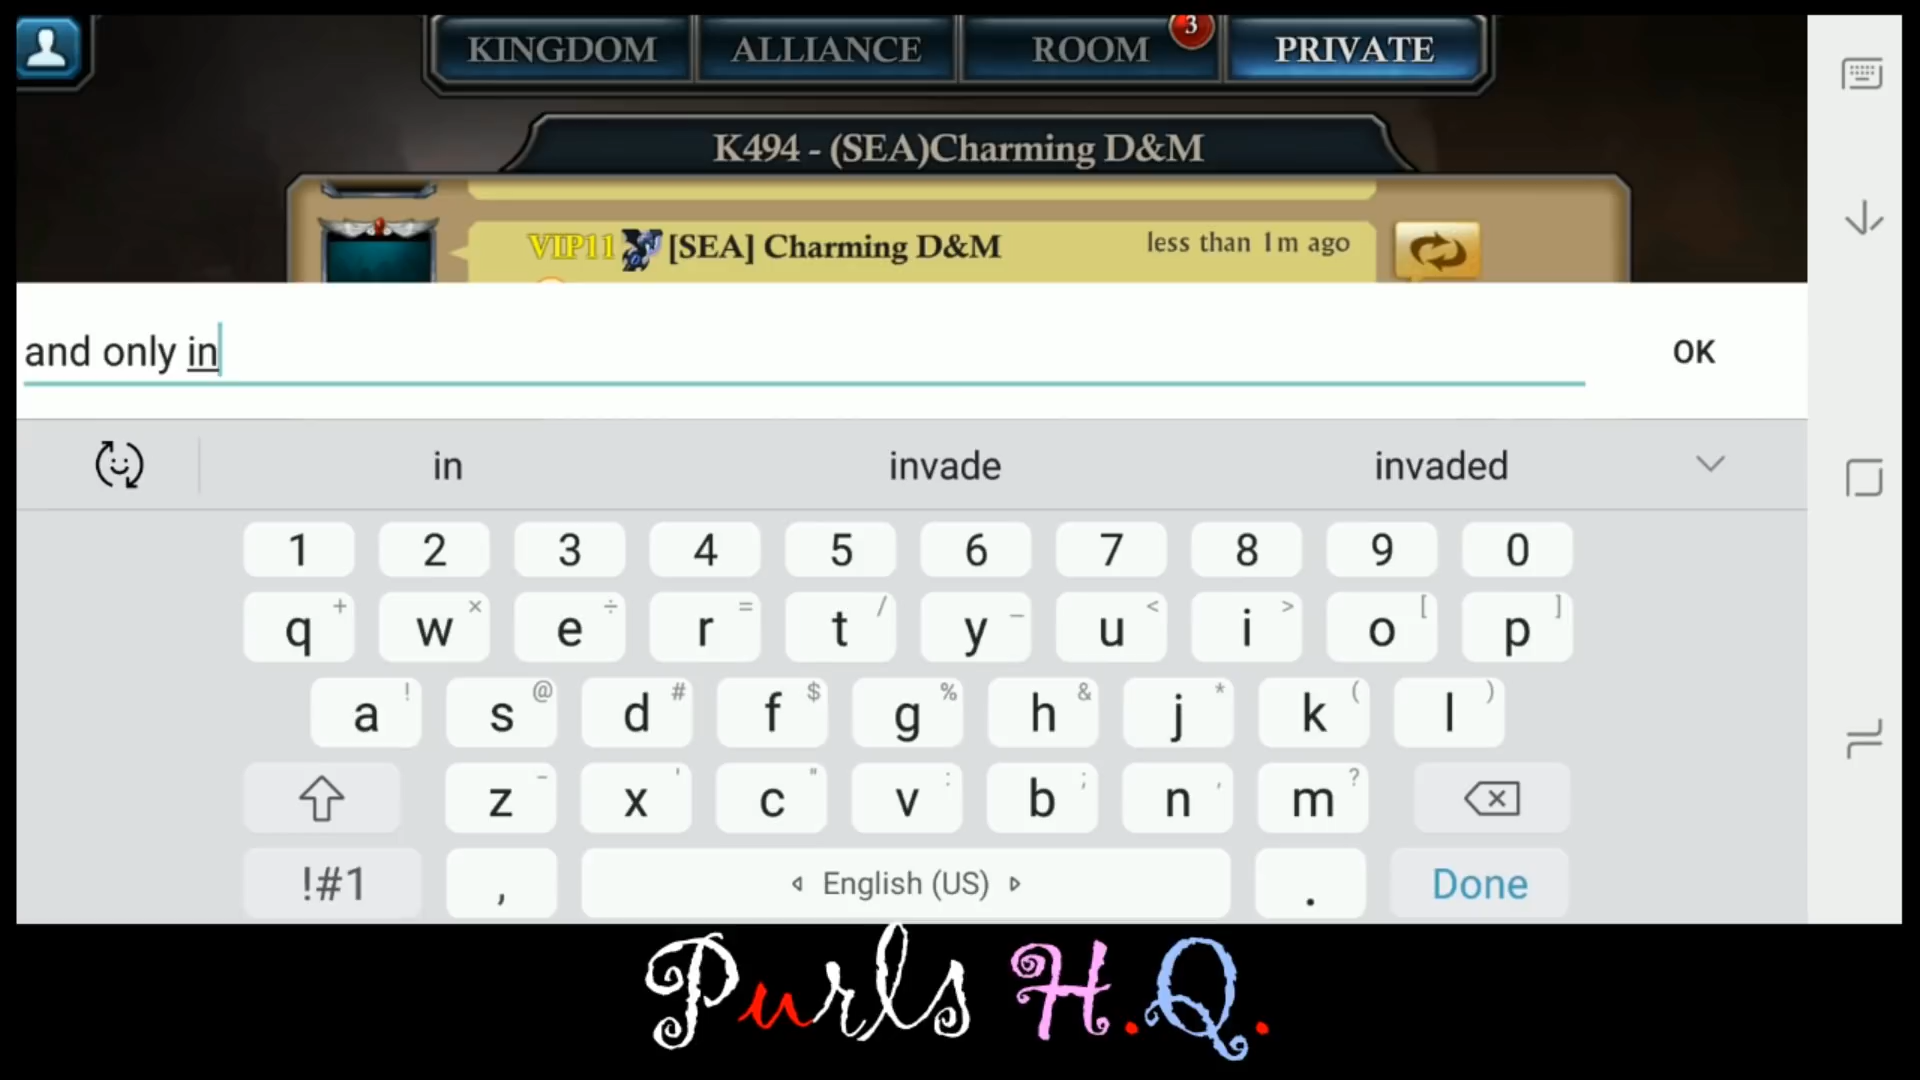 KINGDOM ALLIANCE ROOM 3 PRIVATE
K494 - (SEA)Charming D&M
VIP11 [SEA] Charming D&M less than 1m ago
and only in OK
in invade invaded
1 2 3 4 5 6 7 8 9 0
q + w × e ÷ r = t / y _ u < i > o [ p ]
a ! s @ d # f $ g % h & j * k ( l )
z - x ' c " v : b ; n , m ?
!#1 , English (US) . Done
Purls H.Q.